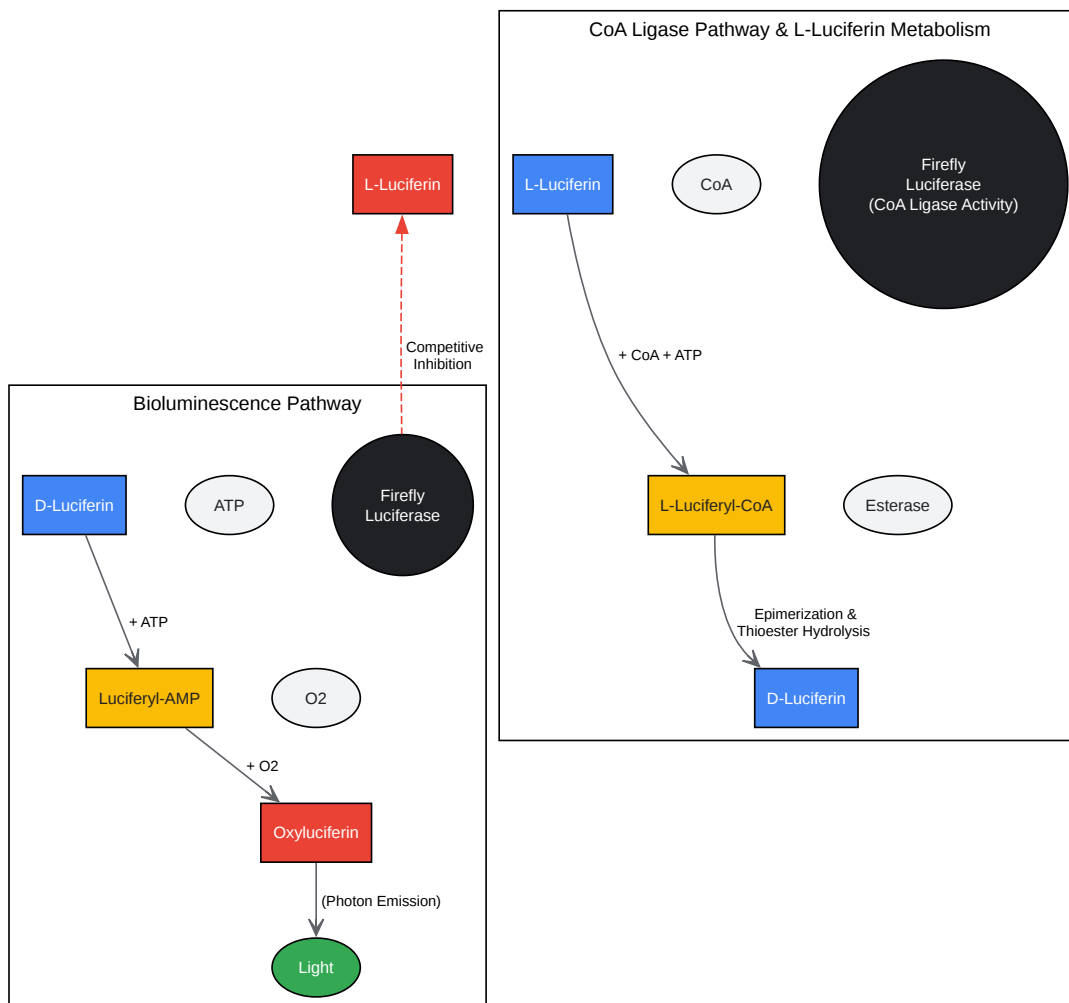 CoA Ligase Pathway & L-Luciferin Metabolism
L-Luciferin
L-Luciferin
CoA
Firefly
Luciferase
(CoA Ligase Activity)
Competitive
Inhibition
+ CoA + ATP
Bioluminescence Pathway
D-Luciferin
ATP
Firefly
Luciferase
L-Luciferyl-CoA
Esterase
+ ATP
Epimerization &
Thioester Hydrolysis
Luciferyl-AMP
O2
D-Luciferin
+ O2
Oxyluciferin
(Photon Emission)
Light